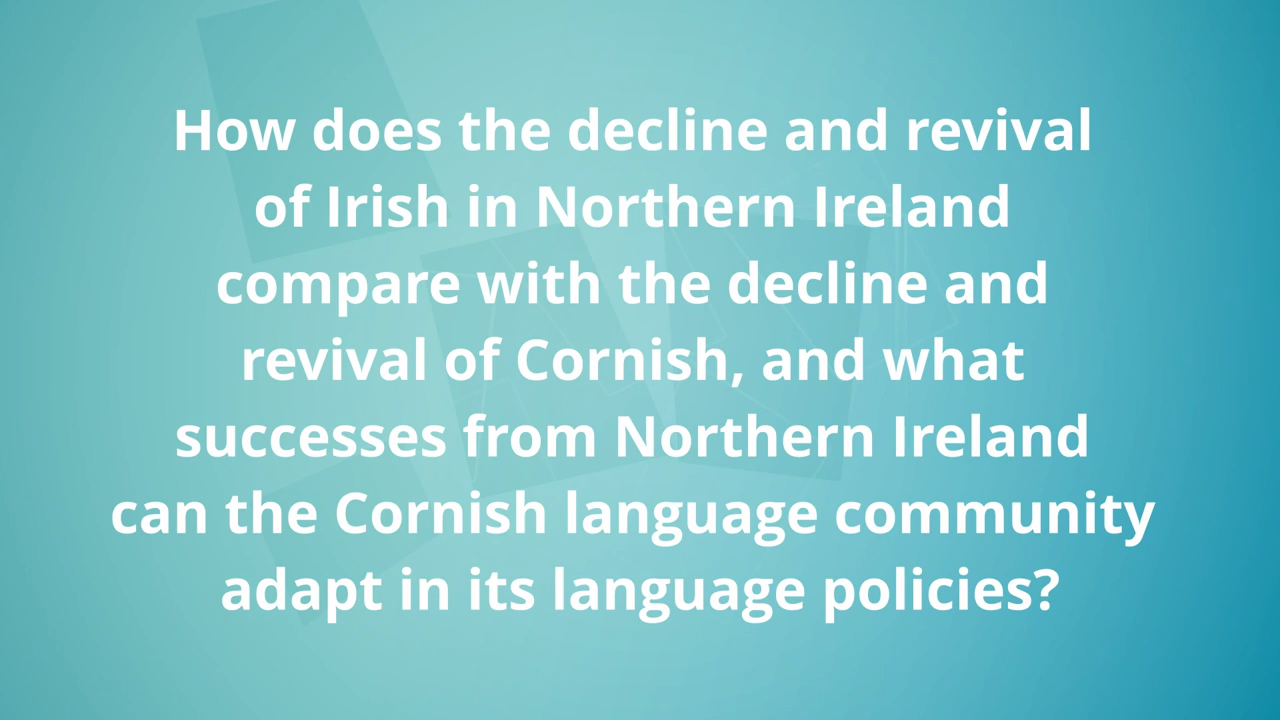 How does the decline and revival
of Irish in Northern Ireland
compare with the decline and
revival of Cornish, and what
successes from Northern Ireland
can the Cornish language community
adapt in its language policies?